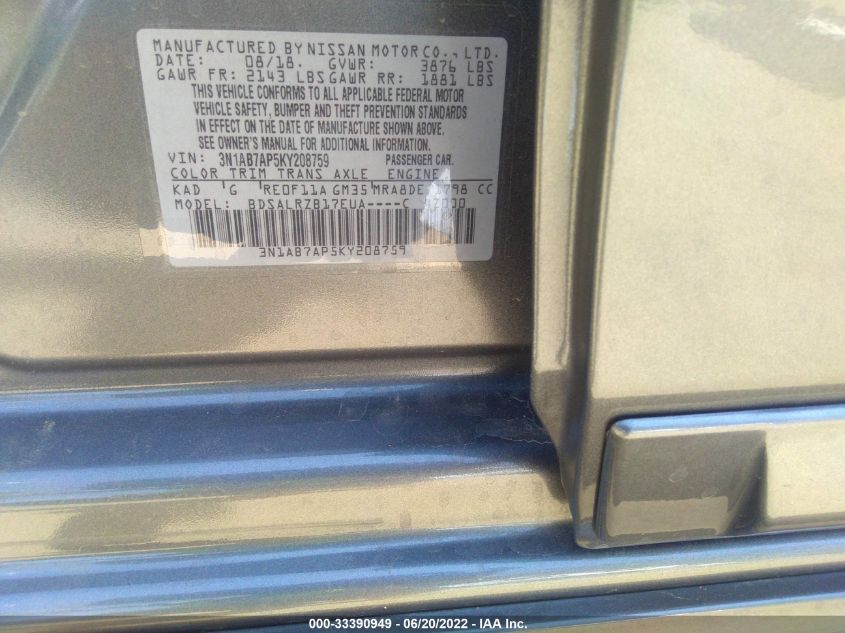 MANUFACTURED BY NISSAN MOTOR CO., LTD.
DATE: 08/18. GVWR: 3876 LBS
GAWR FR: 2143 LBS GAWR RR: 1881 LBS
THIS VEHICLE CONFORMS TO ALL APPLICABLE FEDERAL MOTOR
VEHICLE SAFETY, BUMPER AND THEFT PREVENTION STANDARDS
IN EFFECT ON THE DATE OF MANUFACTURE SHOWN ABOVE.
SEE OWNER'S MANUAL FOR ADDITIONAL INFORMATION.
VIN: 3N1AB7AP5KY208759 PASSENGER CAR.
COLOR TRIM TRANS AXLE ENGINE
KAD 'G RE0F11A GM35 MRA8DE 1798 CC
MODEL: BDSALRZB17EUA----C
3N1AB7AP5KY208759
000-33390949 - 06/20/2022 - IAA Inc.